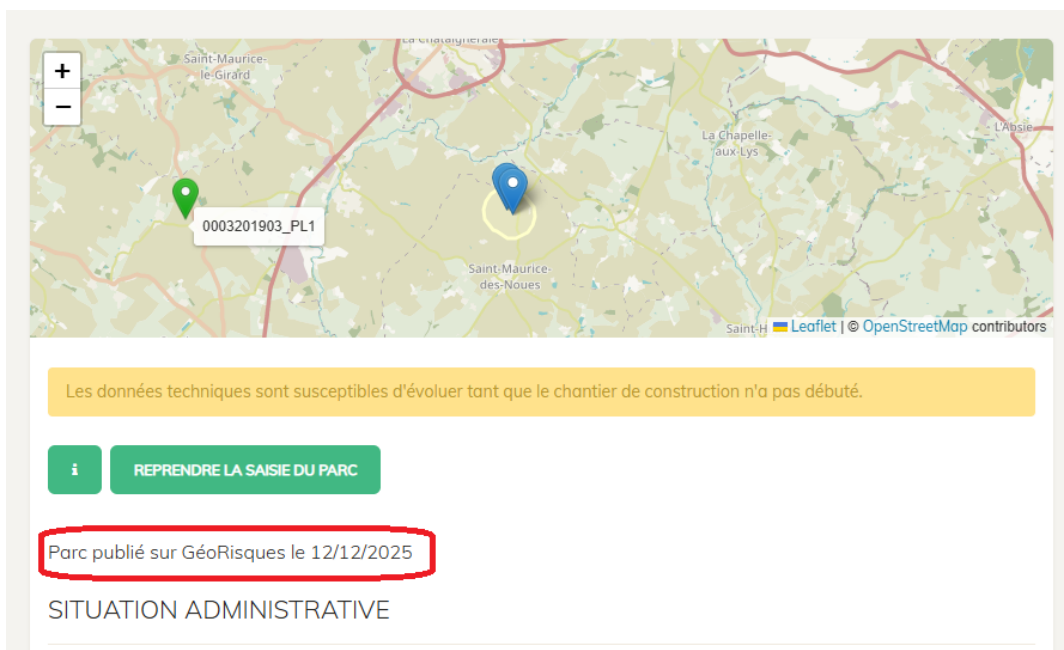 La Châtaigneraie
Saint-Maurice-
le-Girard
+
−
La Chapelle-
aux-Lys
L'Absie
0003201903_PL1
Saint-Maurice-
des-Noues
Saint-H
Leaflet | © OpenStreetMap contributors
Les données techniques sont susceptibles d'évoluer tant que le chantier de construction n'a pas débuté.
i
REPRENDRE LA SAISIE DU PARC
Parc publié sur GéoRisques le 12/12/2025
SITUATION ADMINISTRATIVE